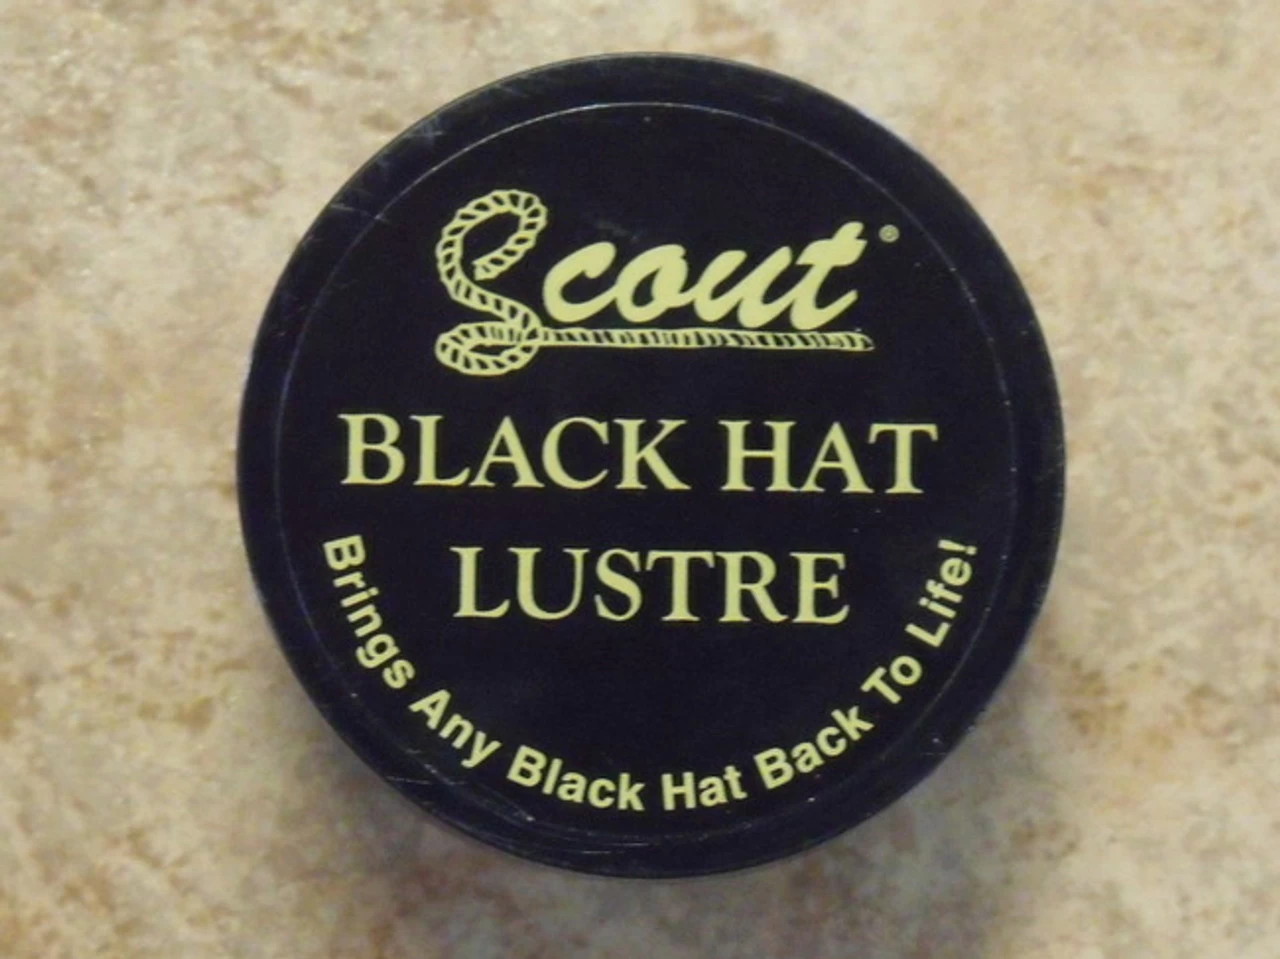 Scout®
BLACK HAT
LUSTRE
Brings Any Black Hat Back To Life!